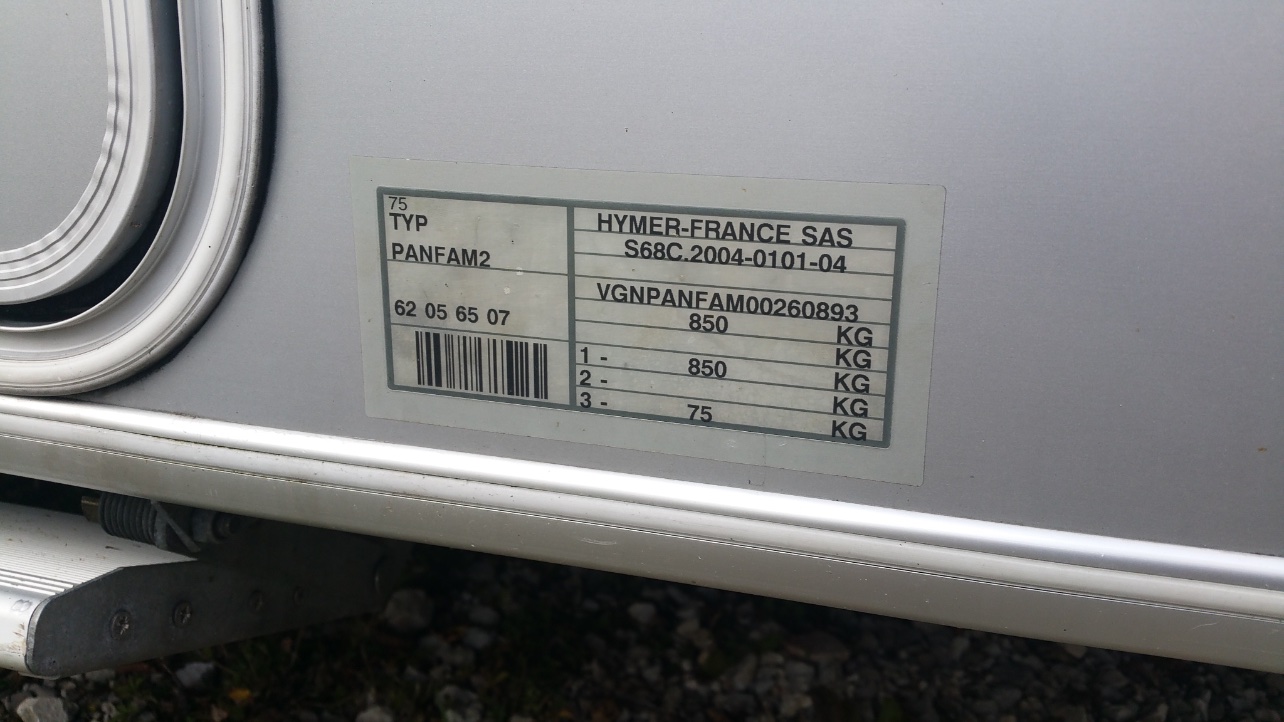 75
TYP
PANFAM2
62 05 65 07
HYMER-FRANCE SAS
S68C.2004-0101-04
VGNPANFAM00260893
850 KG
1 - KG
2 - 850 KG
3 - KG
75 KG